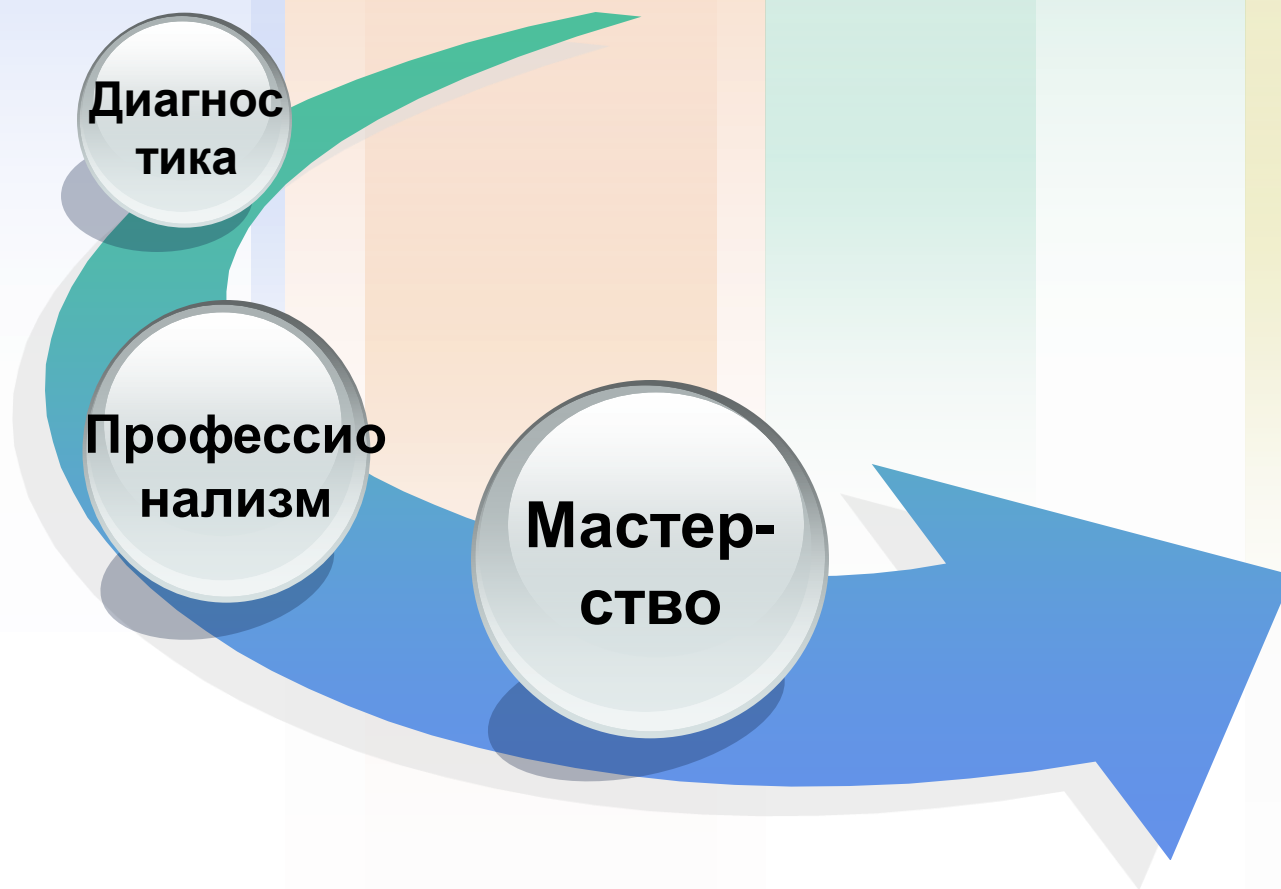 Диагнос
тика
Профессио
нализм
Мастер-
ство